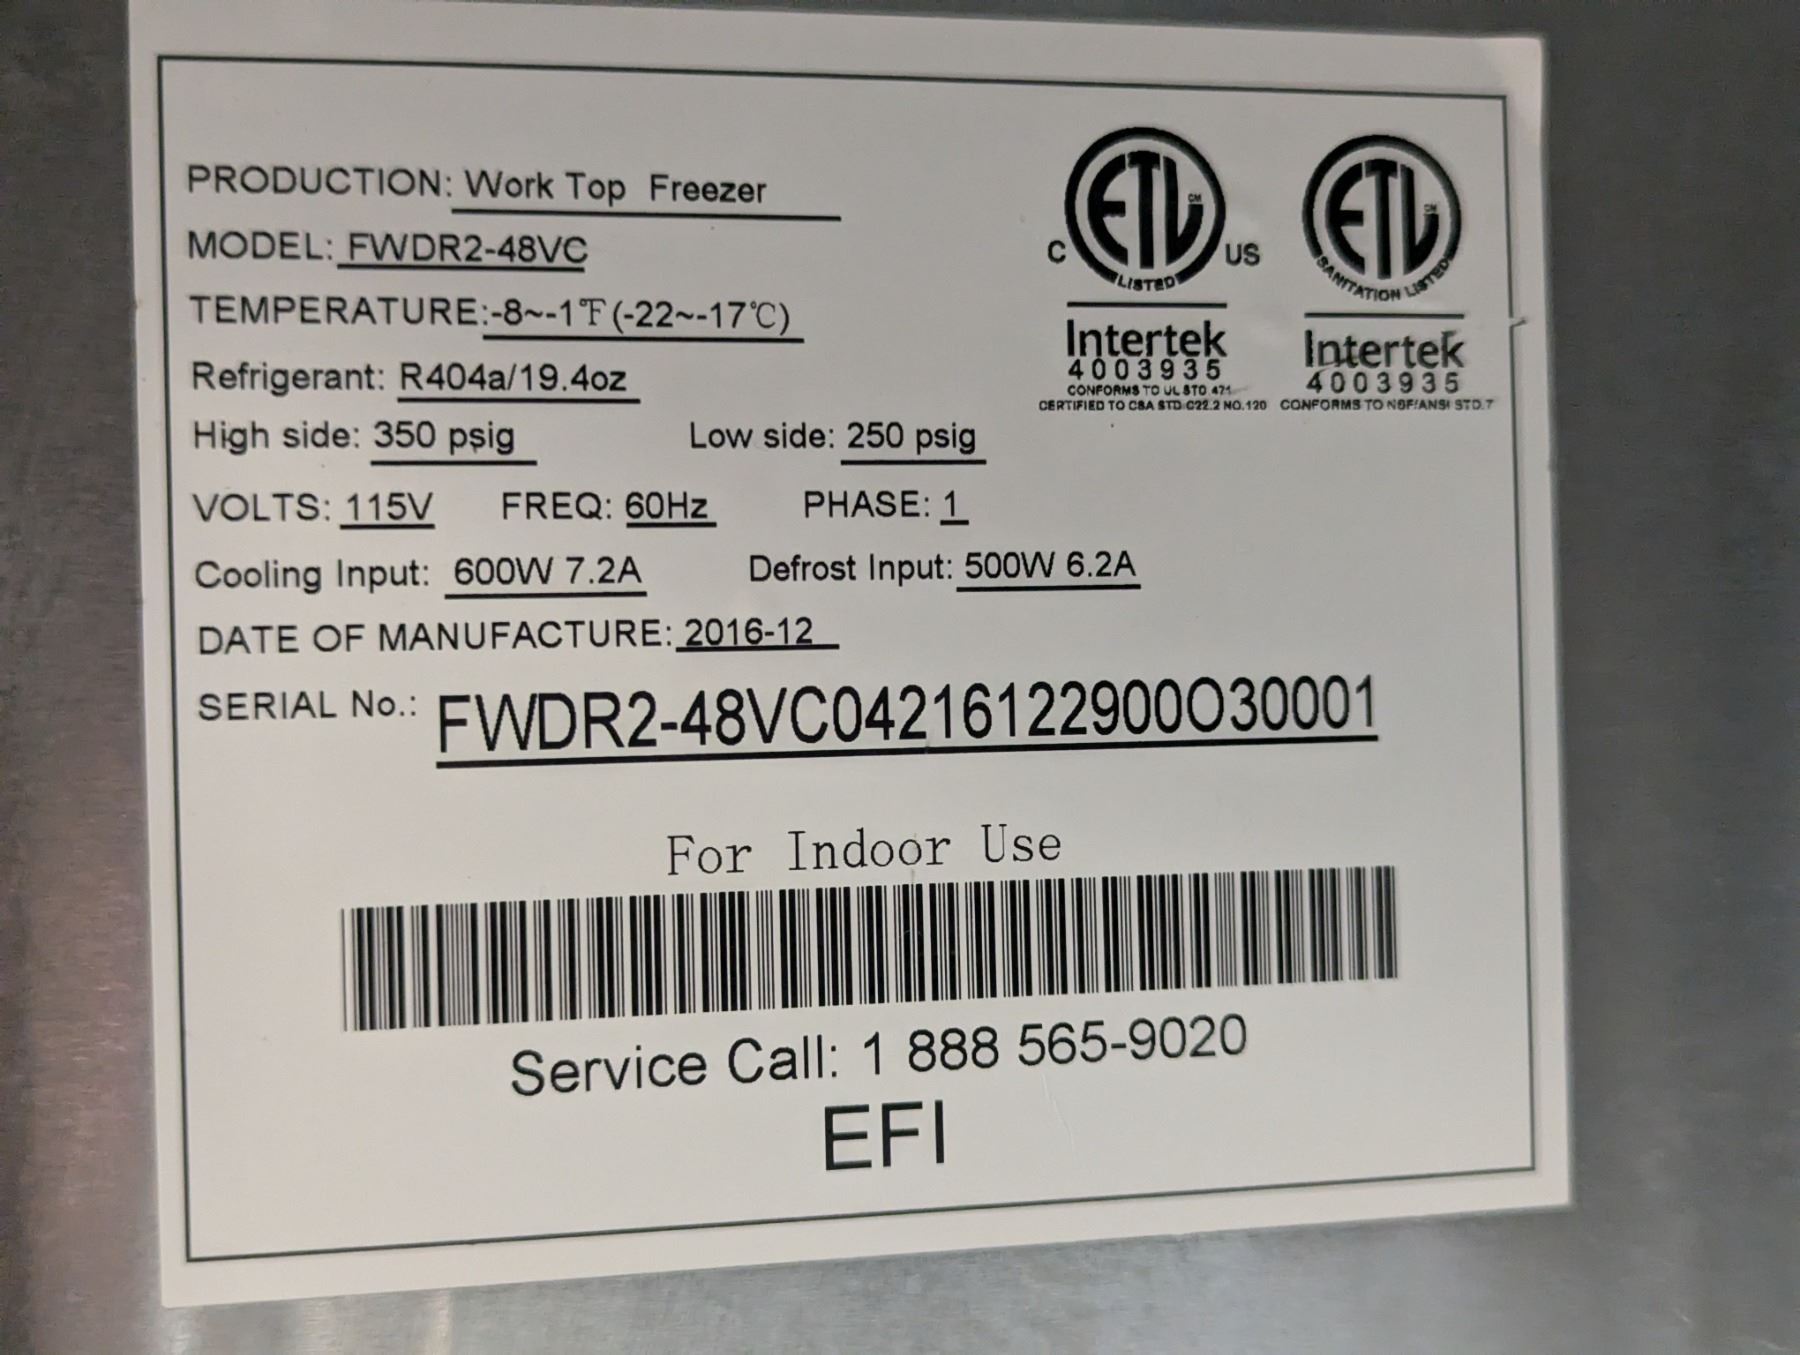 PRODUCTION: Work Top Freezer
MODEL: FWDR2-48VC
TEMPERATURE:-8~-1℉(-22~-17℃)
Refrigerant: R404a/19.4oz
High side: 350 psig Low side: 250 psig
VOLTS: 115V FREQ: 60Hz PHASE: 1
Cooling Input: 600W 7.2A Defrost Input: 500W 6.2A
DATE OF MANUFACTURE: 2016-12
SERIAL No.: FWDR2-48VC04216122900O30001
C ETL CM US
LISTED
Intertek
4003935
CONFORMS TO UL STD 471
CERTIFIED TO CSA STD C22.2 NO.120
ETL CM
SANITATION LISTED
Intertek
4003935
CONFORMS TO NSF/ANSI STD.7
For Indoor Use
Service Call: 1 888 565-9020
EFI